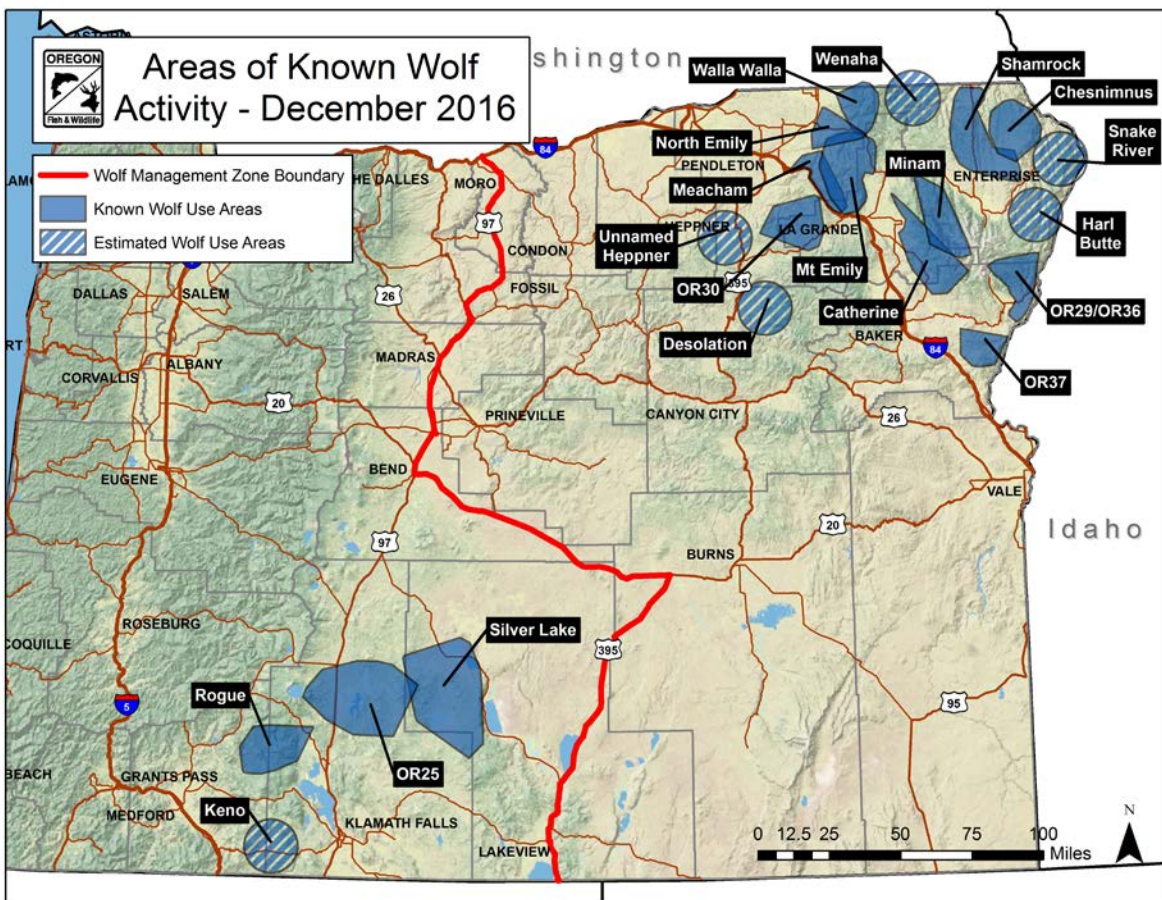 OREGON
Fish & Wildlife
Areas of Known Wolf
Activity - December 2016
Wolf Management Zone Boundary
Known Wolf Use Areas
Estimated Wolf Use Areas
shington
Idaho
Walla Walla
Wenaha
Shamrock
Chesnimnus
Snake
River
North Emily
PENDLETON
Meacham
Minam
ENTERPRISE
Harl
Butte
Unnamed
Heppner
HEPPNER
LA GRANDE
OR30
Mt Emily
Catherine
OR29/OR36
Desolation
BAKER
OR37
84
84
395
HE DALLES
MORO
97
CONDON
FOSSIL
26
DALLAS
SALEM
MADRAS
ALBANY
CORVALLIS
20
PRINEVILLE
CANYON CITY
26
BEND
EUGENE
VALE
97
20
BURNS
ROSEBURG
COQUILLE
Silver Lake
395
Rogue
5
95
BEACH
GRANTS PASS
OR25
MEDFORD
Keno
KLAMATH FALLS
LAKEVIEW
0 12.5 25 50 75 100
Miles
N